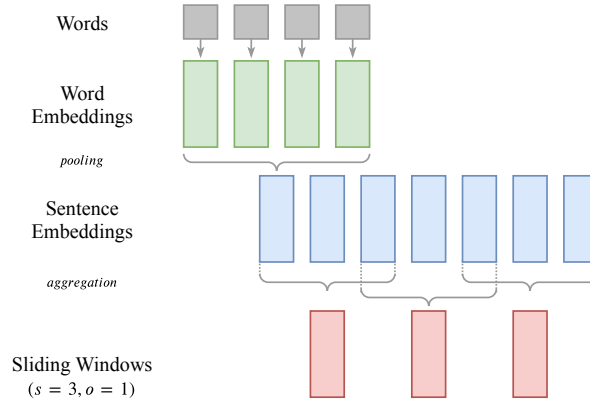 Words
Word
Embeddings
pooling
Sentence
Embeddings
aggregation
Sliding Windows
(s = 3, o = 1)